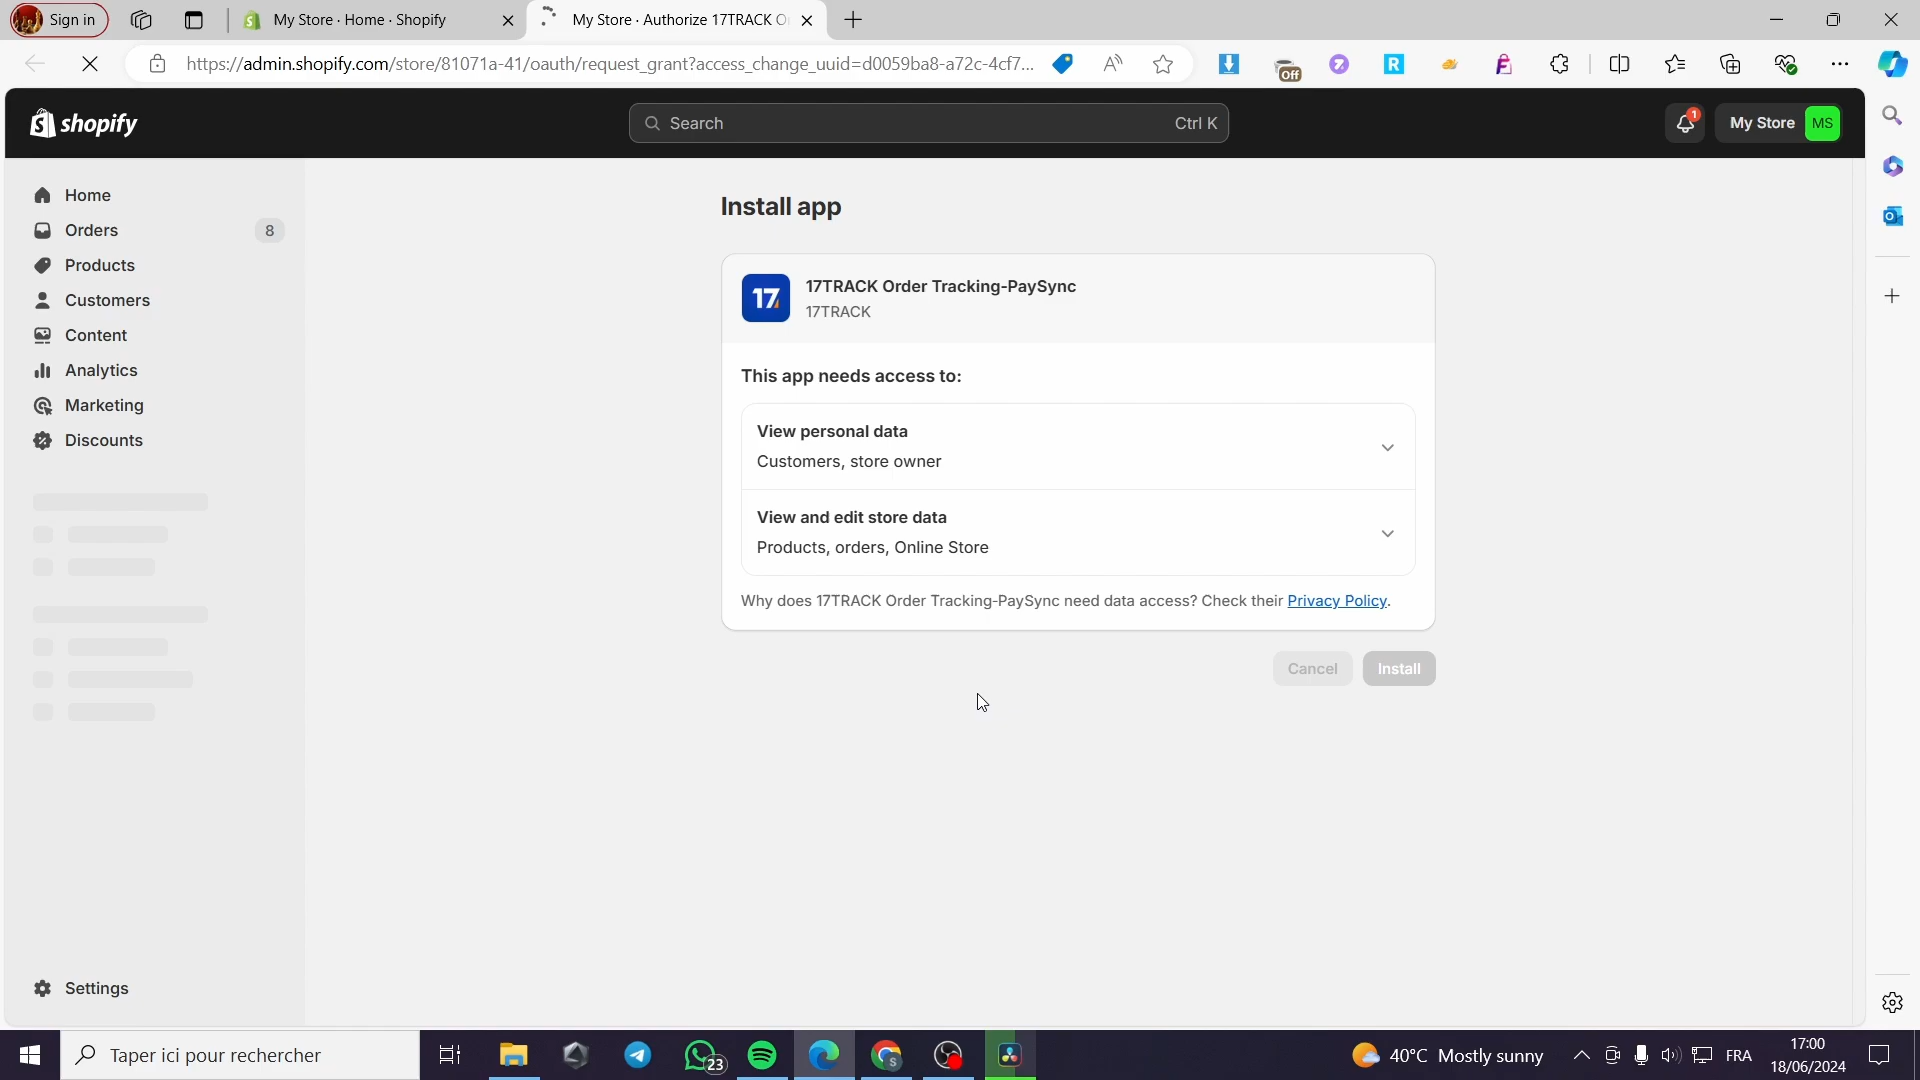 Sign in
My Store · Home · Shopify
My Store · Authorize 17TRACK O
https://admin.shopify.com/store/81071a-41/oauth/request_grant?access_change_uuid=d0059ba8-a72c-4cf7...
Off
shopify
Search
Ctrl K
1
My Store
MS
Home
Orders
8
Products
Customers
Content
Analytics
Marketing
Discounts
Settings
Install app
17
17TRACK Order Tracking-PaySync
17TRACK
This app needs access to:
View personal data
Customers, store owner
View and edit store data
Products, orders, Online Store
Why does 17TRACK Order Tracking-PaySync need data access? Check their Privacy Policy.
Cancel
Install
Taper ici pour rechercher
23
40°C Mostly sunny
FRA
17:00
18/06/2024